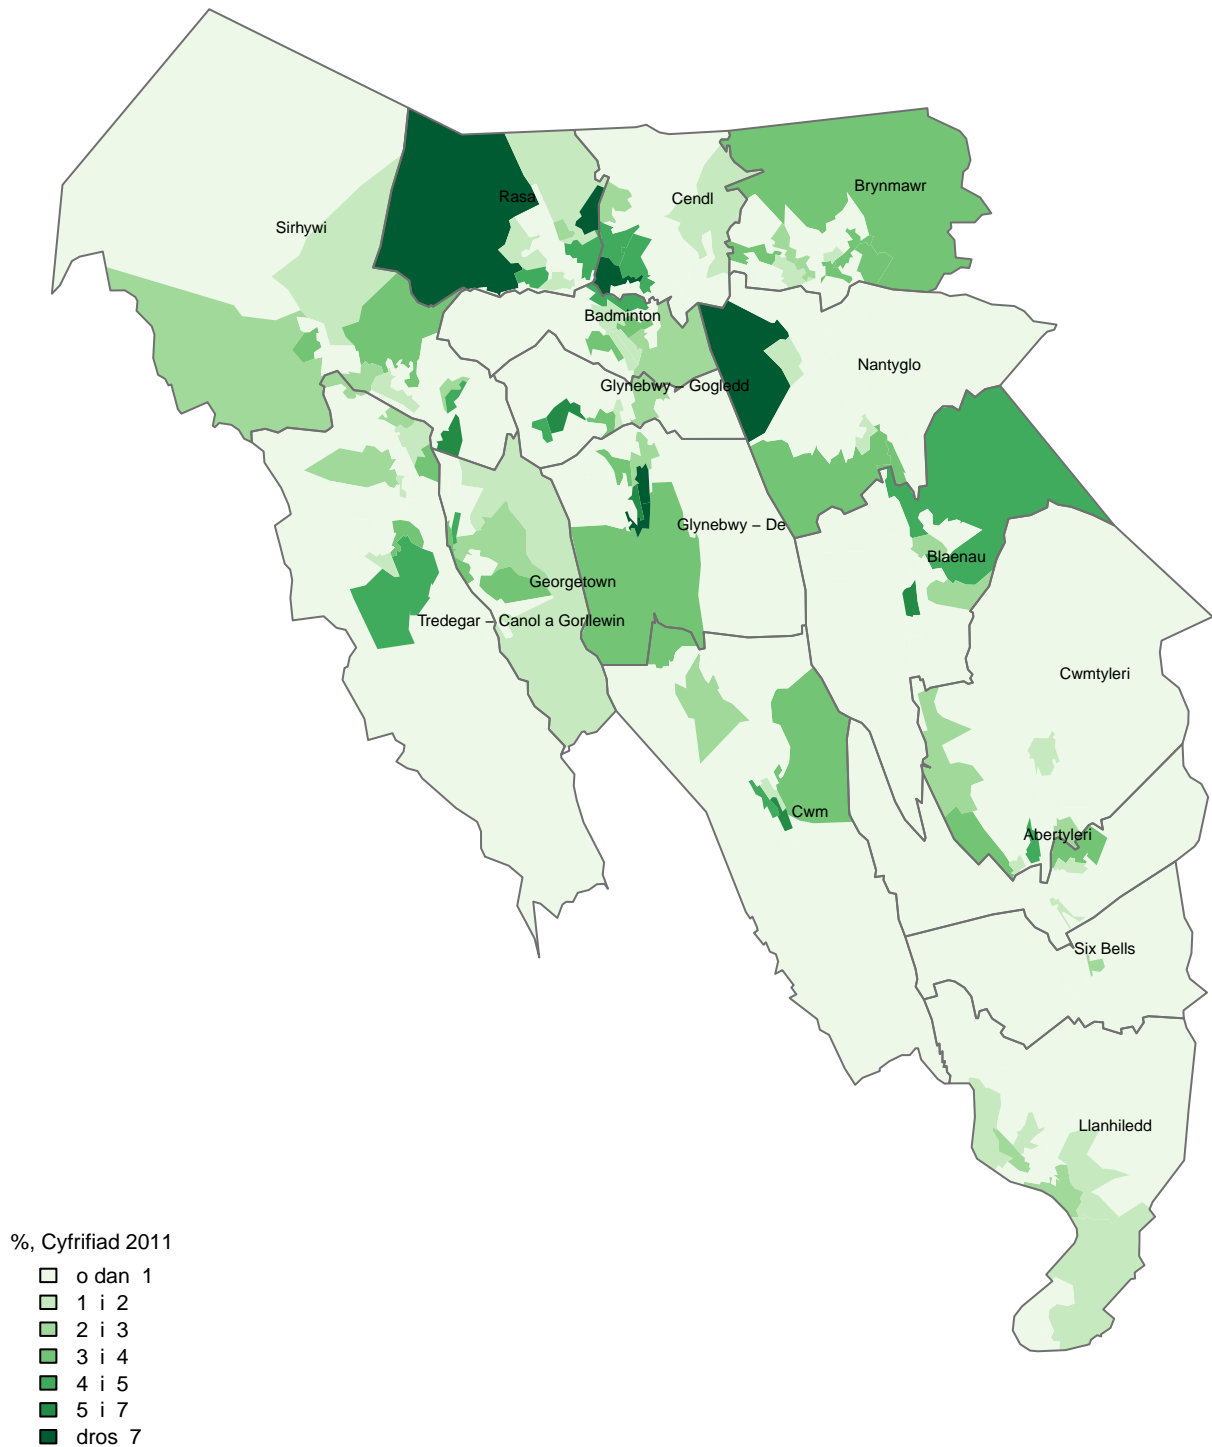 Brynmawr
Rasa
Cendl
Sirhywi
Badminton
Nantyglo
Glynebwy – Gogledd
Glynebwy – De
Blaenau
Georgetown
Tredegar – Canol a Gorllewin
Cwmtyleri
Cwm
Abertyleri
Six Bells
Llanhiledd
%, Cyfrifiad 2011
o dan 1
1 i 2
2 i 3
3 i 4
4 i 5
5 i 7
dros 7